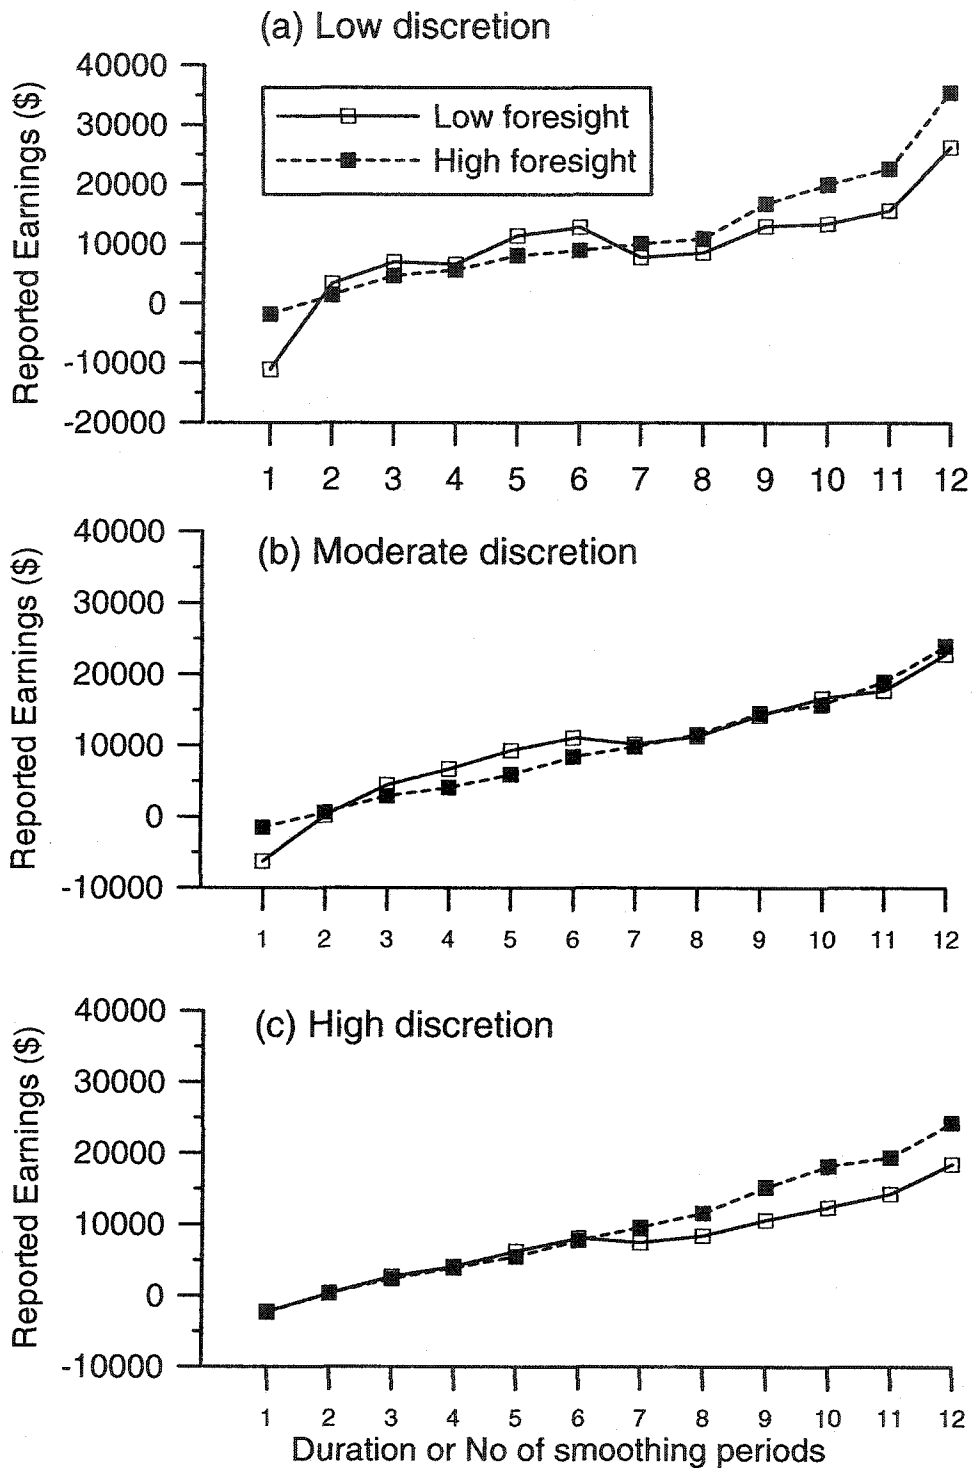 (a) Low discretion
Reported Earnings ($)
40000
30000
20000
10000
0
-10000
-20000
Low foresight
High foresight
1 2 3 4 5 6 7 8 9 10 11 12
(b) Moderate discretion
Reported Earnings ($)
40000
30000
20000
10000
0
-10000
1 2 3 4 5 6 7 8 9 10 11 12
(c) High discretion
Reported Earnings ($)
40000
30000
20000
10000
0
-10000
1 2 3 4 5 6 7 8 9 10 11 12
Duration or No of smoothing periods